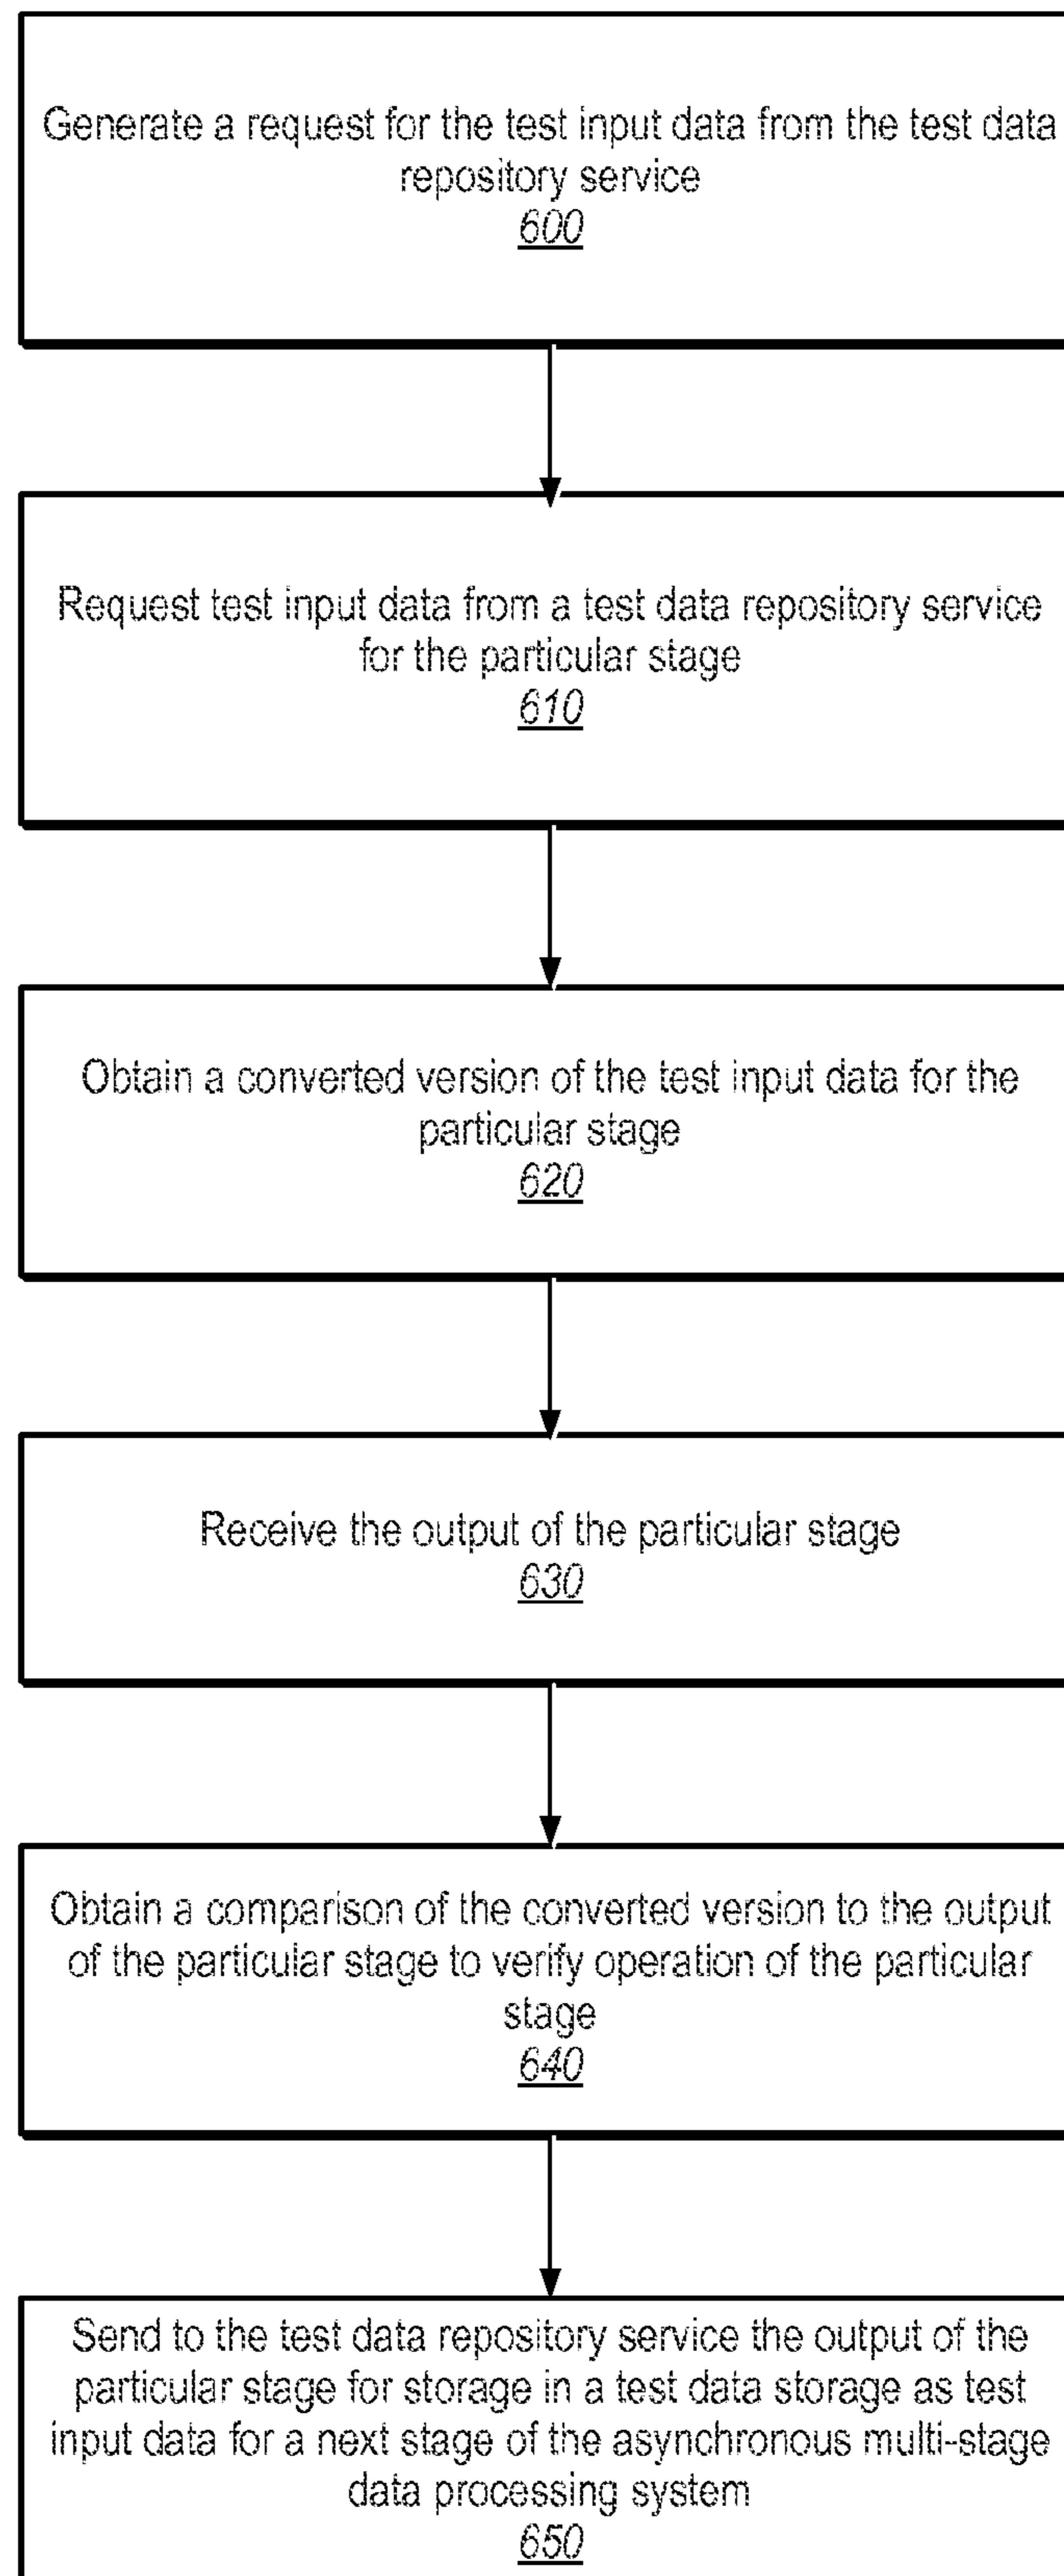 Generate a request for the test input data from the test data
repository service
600
Request test input data from a test data repository service
for the particular stage
610
Obtain a converted version of the test input data for the
particular stage
620
Receive the output of the particular stage
630
Obtain a comparison of the converted version to the output
of the particular stage to verify operation of the particular
stage
640
Send to the test data repository service the output of the
particular stage for storage in a test data storage as test
input data for a next stage of the asynchronous multi-stage
data processing system
650